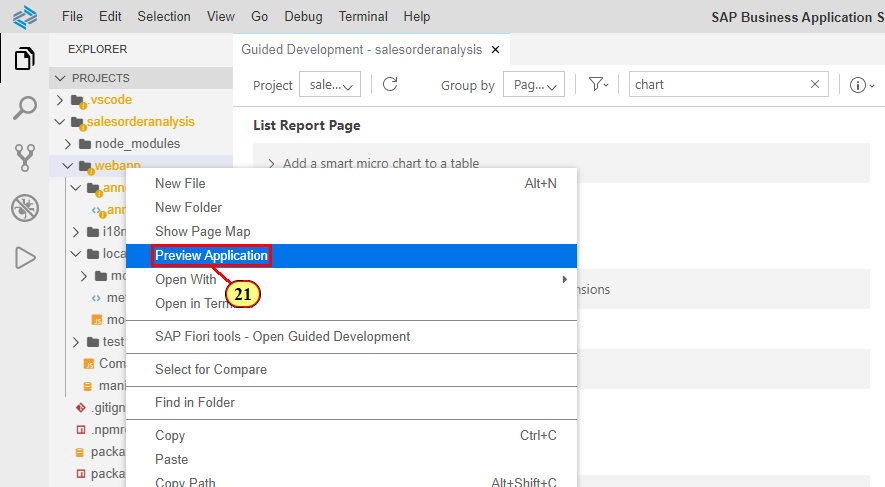 File Edit Selection View Go Debug Terminal Help SAP Business Application S
EXPLORER
PROJECTS
.vscode
salesorderanalysis
node_modules
webapp
anno
ann
i18n
loca
mo
me
mo
test
Com
mani
.gitign
.npmr
packa
packa
Guided Development - salesorderanalysis
Project sale... Group by Pag... chart
List Report Page
Add a smart micro chart to a table
nsions
New File Alt+N
New Folder
Show Page Map
Preview Application
Open With
21
Open in Term
SAP Fiori tools - Open Guided Development
Select for Compare
Find in Folder
Copy Ctrl+C
Paste
Copy Path Alt+Shift+C